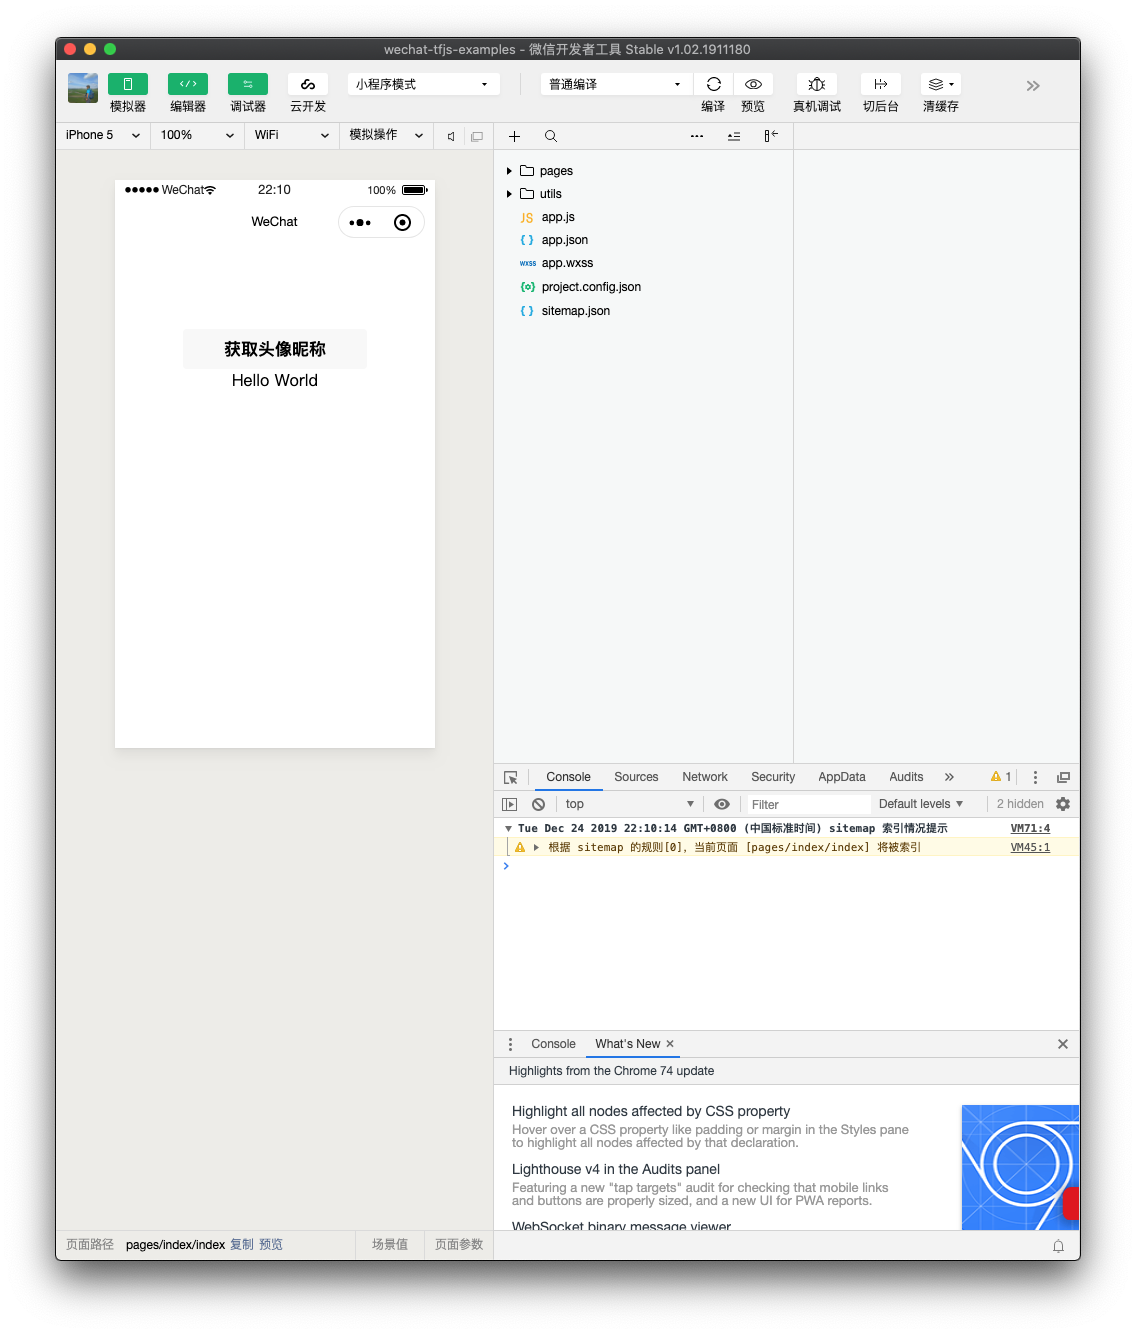 wechat-tfjs-examples - 微信开发者工具 Stable v1.02.1911180
模拟器 编辑器 调试器 云开发 小程序模式 普通编译 编译 预览 真机调试 切后台 清缓存
iPhone 5 100% WiFi 模拟操作
WeChat 22:10 100%
WeChat
获取头像昵称
Hello World
pages
utils
JS app.js
{ } app.json
wxss app.wxss
{o} project.config.json
{ } sitemap.json
Console Sources Network Security AppData Audits 1
top Filter Default levels 2 hidden
Tue Dec 24 2019 22:10:14 GMT+0800 (中国标准时间) sitemap 索引情况提示 VM71:4
根据 sitemap 的规则[0]，当前页面 [pages/index/index] 将被索引 VM45:1
Console What's New
Highlights from the Chrome 74 update
Highlight all nodes affected by CSS property
Hover over a CSS property like padding or margin in the Styles pane
to highlight all nodes affected by that declaration.
Lighthouse v4 in the Audits panel
Featuring a new "tap targets" audit for checking that mobile links
and buttons are properly sized, and a new UI for PWA reports.
WebSocket binary message viewer
页面路径 pages/index/index 复制 预览 场景值 页面参数